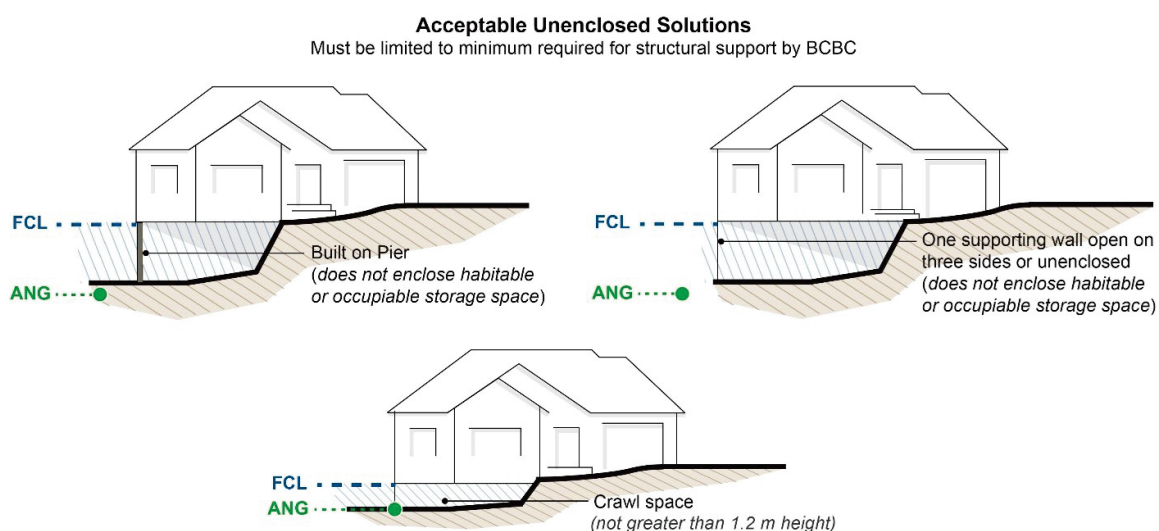 Acceptable Unenclosed Solutions
Must be limited to minimum required for structural support by BCBC
FCL
Built on Pier
(does not enclose habitable
or occupiable storage space)
ANG
FCL
One supporting wall open on
three sides or unenclosed
(does not enclose habitable
or occupiable storage space)
ANG
FCL
ANG
Crawl space
(not greater than 1.2 m height)